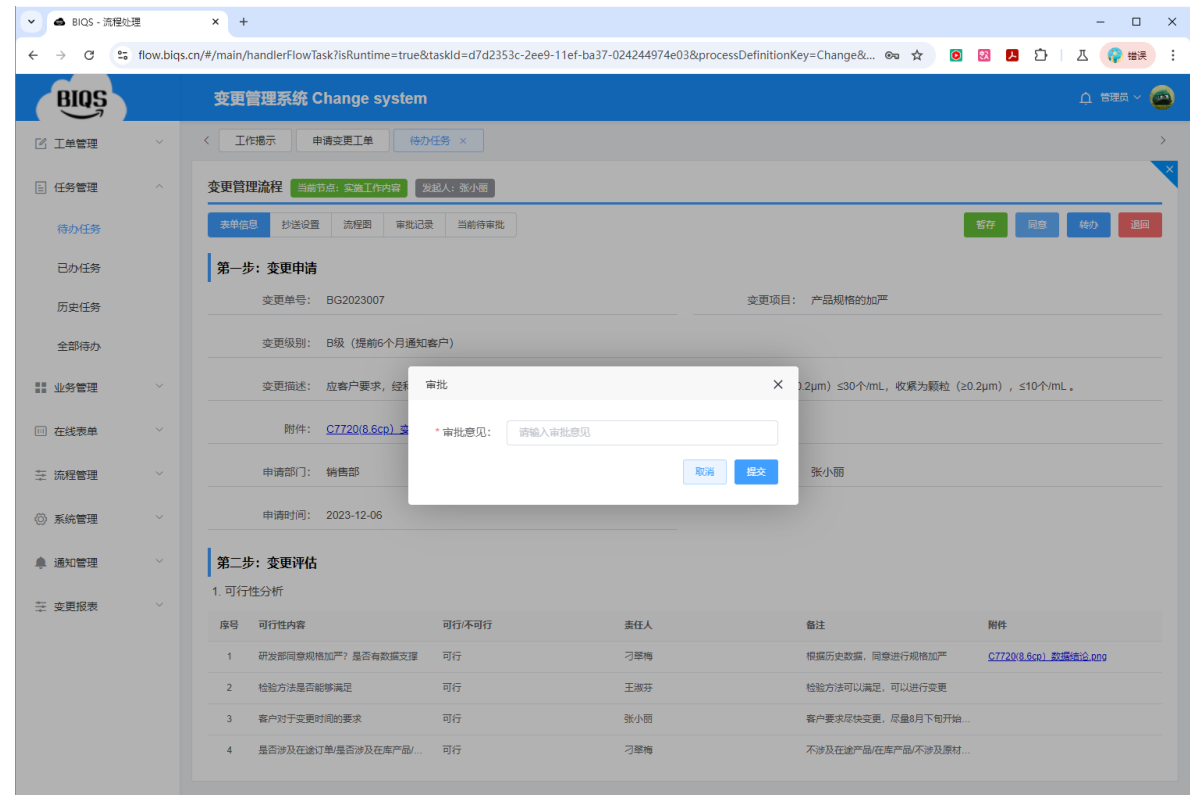 BIQS - 流程处理
flow.biqs.cn/#/main/handlerFlowTask?isRuntime=true&taskId=d7d2353c-2ee9-11ef-ba37-024244974e03&processDefinitionKey=Change&...
错误
BIQS
变更管理系统 Change system
管理员
工单管理
任务管理
待办任务
已办任务
历史任务
全部待办
业务管理
在线表单
流程管理
系统管理
通知管理
变更报表
工作揭示 申请变更工单 待办任务 ×
变更管理流程 当前节点：实施工作内容 发起人：张小丽
表单信息 抄送设置 流程图 审批记录 当前待审批 暂存 同意 转办 退回
第一步：变更申请
变更单号： BG2023007 变更项目： 产品规格的加严
变更级别： B级（提前6个月通知客户）
变更描述： 应客户要求，经 0.2μm）≤30个/mL，收紧为颗粒（≥0.2μm），≤10个/mL 。
附件： C7720(8.6cp)
申请部门： 销售部 张小丽
申请时间： 2023-12-06
审批
* 审批意见： 请输入审批意见
取消 提交
第二步：变更评估
1. 可行性分析
序号 可行性内容 可行/不可行 责任人 备注 附件
1 研发部同意规格加严？是否有数据支撑 可行 刁翠梅 根据历史数据，同意进行规格加严 C7720(8.6cp）数据结论.png
2 检验方法是否能够满足 可行 王淑芬 检验方法可以满足，可以进行变更
3 客户对于变更时间的要求 可行 张小丽 客户要求尽快变更，尽量8月下旬开始...
4 是否涉及在途订单/是否涉及在库产品/... 可行 刁翠梅 不涉及在途产品/在库产品/不涉及原材...